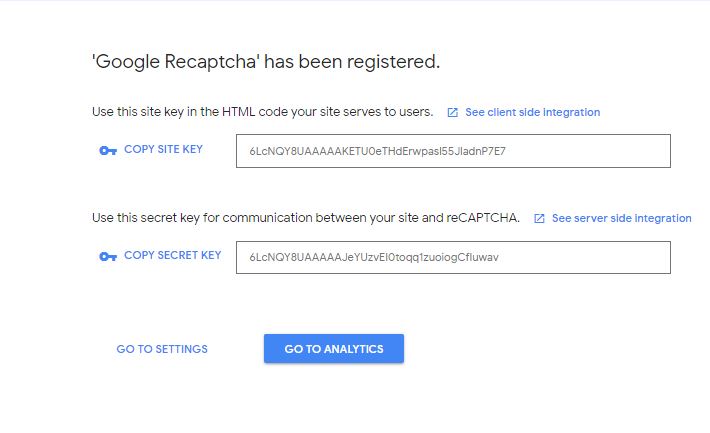 'Google Recaptcha' has been registered.
Use this site key in the HTML code your site serves to users. See client side integration
COPY SITE KEY 6LcNQY8UAAAAAKETU0eTHdErwpasI55JIadnP7E7
Use this secret key for communication between your site and reCAPTCHA. See server side integration
COPY SECRET KEY 6LcNQY8UAAAAAJeYUzvEI0toqq1zuoiogCfIuwav
GO TO SETTINGS GO TO ANALYTICS